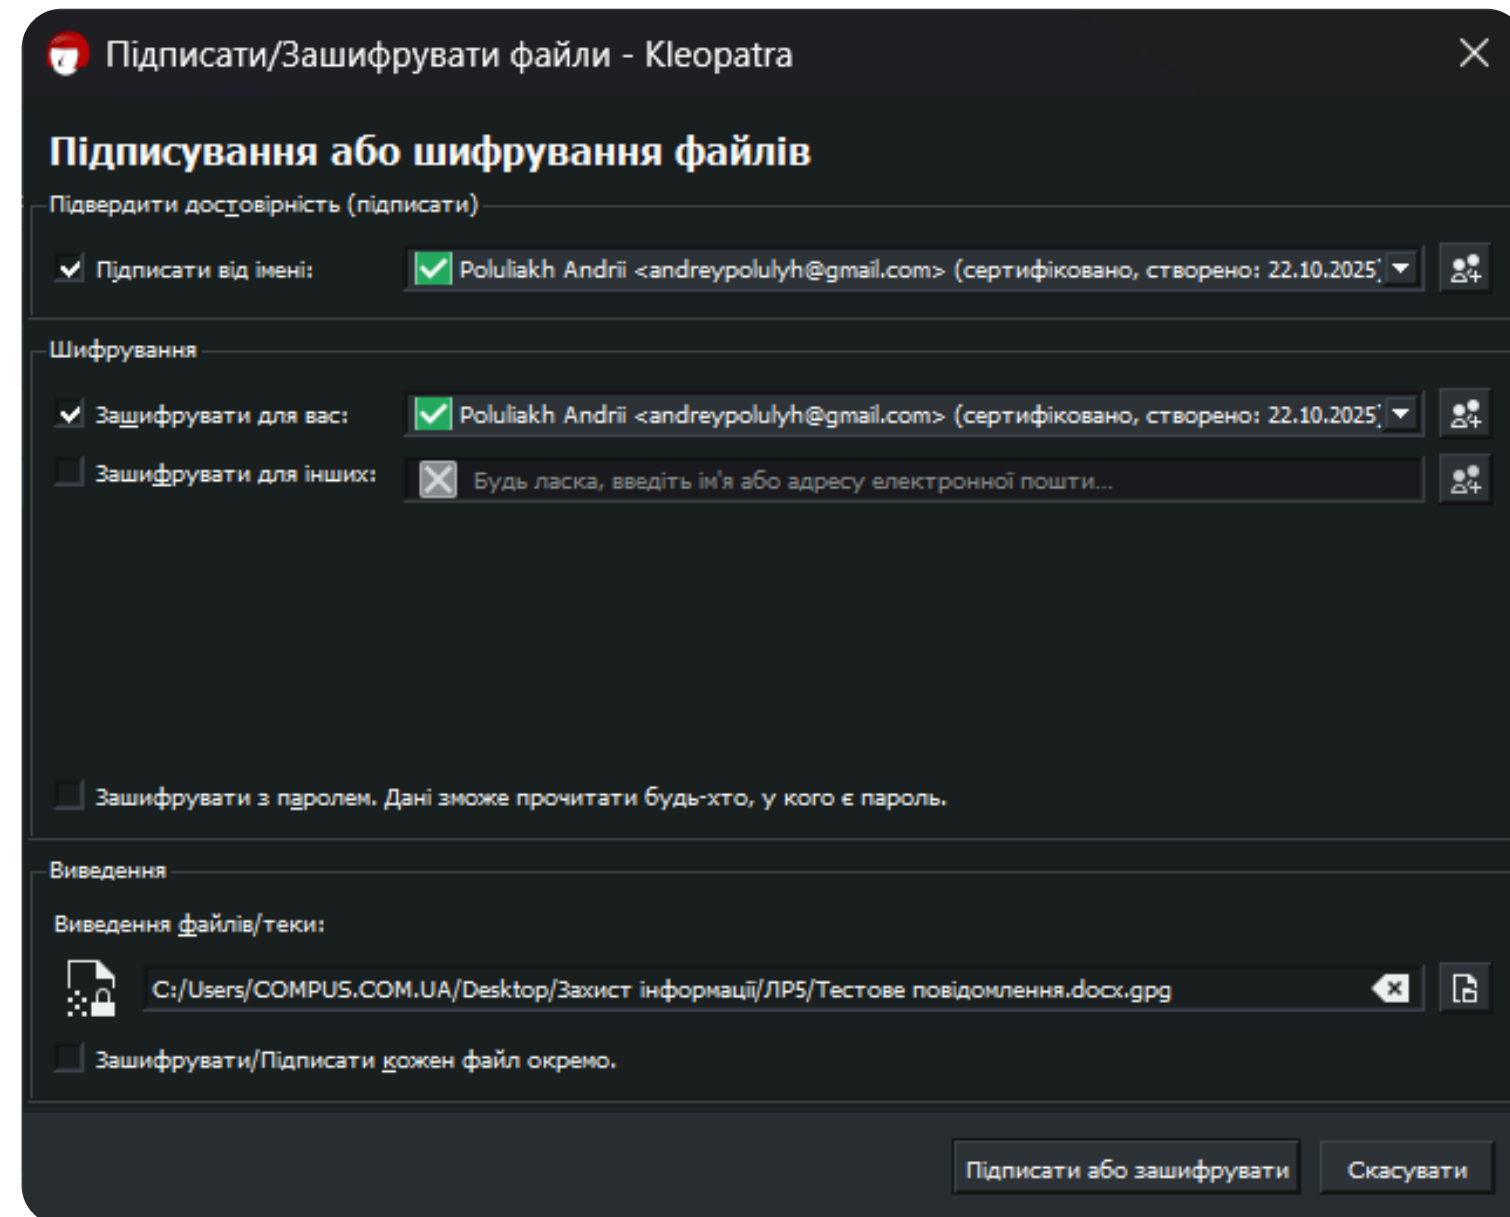 Підписати/Зашифрувати файли - Kleopatra
Підписування або шифрування файлів
Підвердити достовірність (підписати)
Підписати від імені:
Poluliakh Andrii <andreypolulyh@gmail.com> (сертифіковано, створено: 22.10.2025)
Шифрування
Зашифрувати для вас:
Poluliakh Andrii <andreypolulyh@gmail.com> (сертифіковано, створено: 22.10.2025)
Зашифрувати для інших:
Будь ласка, введіть ім'я або адресу електронної пошти...
Зашифрувати з паролем. Дані зможе прочитати будь-хто, у кого є пароль.
Виведення
Виведення файлів/теки:
C:/Users/COMPUS.COM.UA/Desktop/Захист інформації/ЛР5/Тестове повідомлення.docx.gpg
Зашифрувати/Підписати кожен файл окремо.
Підписати або зашифрувати
Скасувати